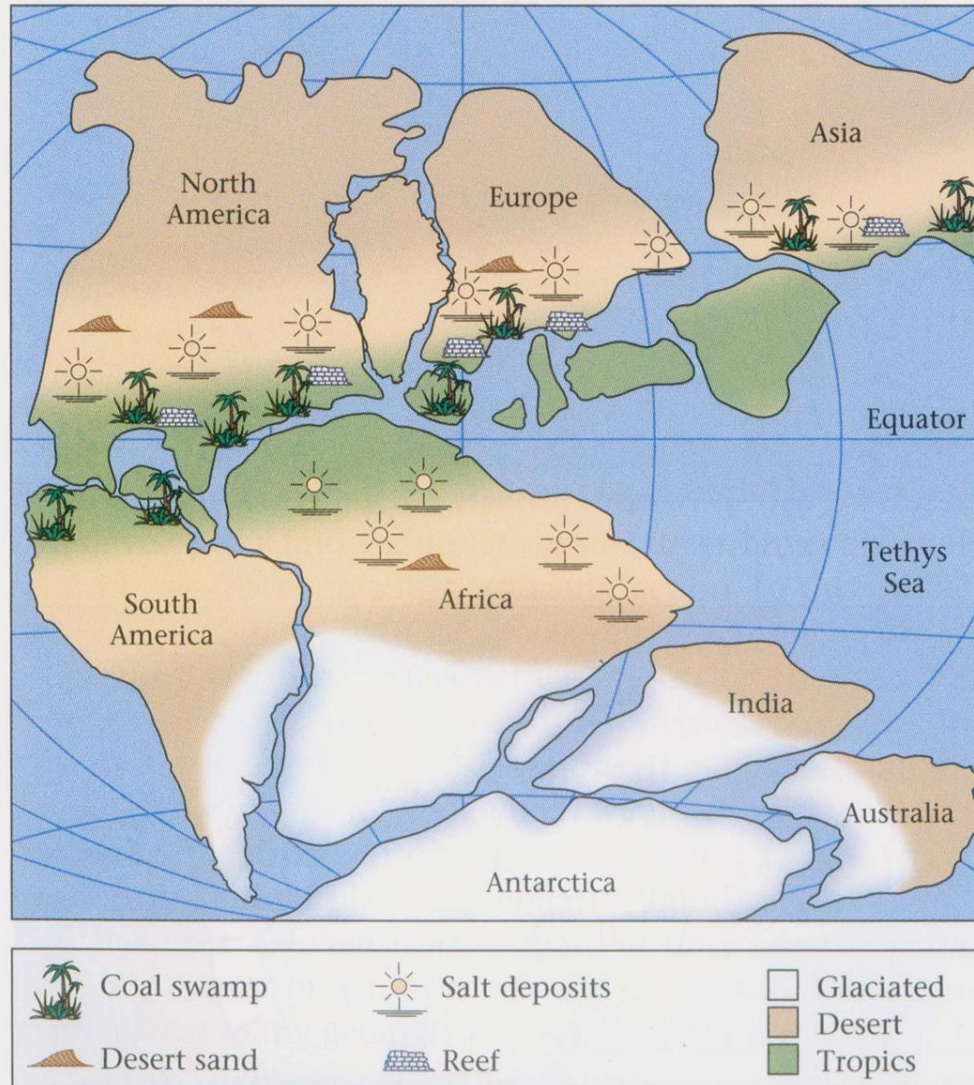 North
America
Europe
Asia
Equator
Tethys
Sea
South
America
Africa
India
Australia
Antarctica
Coal swamp
Salt deposits
Glaciated
Desert
Desert sand
Reef
Tropics